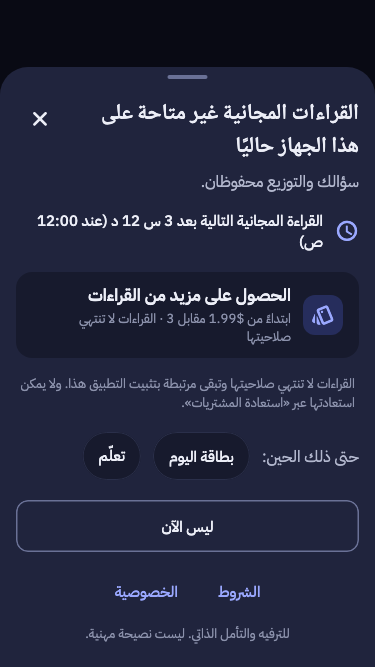 القراءات المجانية غير متاحة على
هذا الجهاز حاليًا
سؤالك والتوزيع محفوظان.
القراءة المجانية التالية بعد 3 س 12 د (عند 12:00
ص)
الحصول على مزيد من القراءات
ابتداءً من $1.99 مقابل 3 · القراءات لا تنتهي
صلاحيتها
القراءات لا تنتهي صلاحيتها وتبقى مرتبطة بتثبيت التطبيق هذا. ولا يمكن
استعادتها عبر «استعادة المشتريات».
حتى ذلك الحين:
بطاقة اليوم
تعلّم
ليس الآن
الشروط
الخصوصية
للترفيه والتأمل الذاتي. ليست نصيحة مهنية.